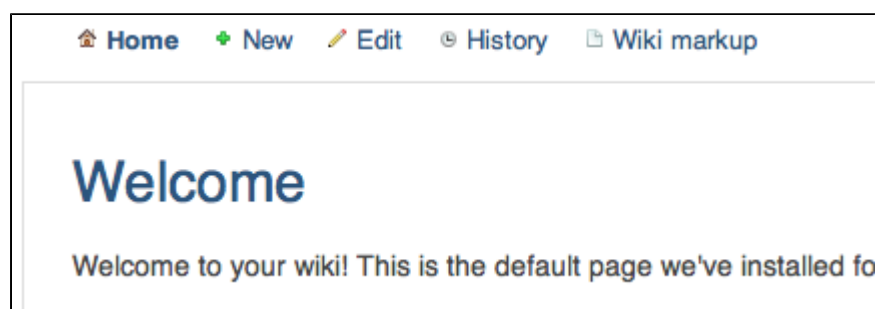 Home New Edit History Wiki markup
Welcome
Welcome to your wiki! This is the default page we've installed fo